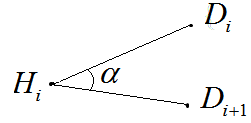 D_i
H_i α
D_{i+1}